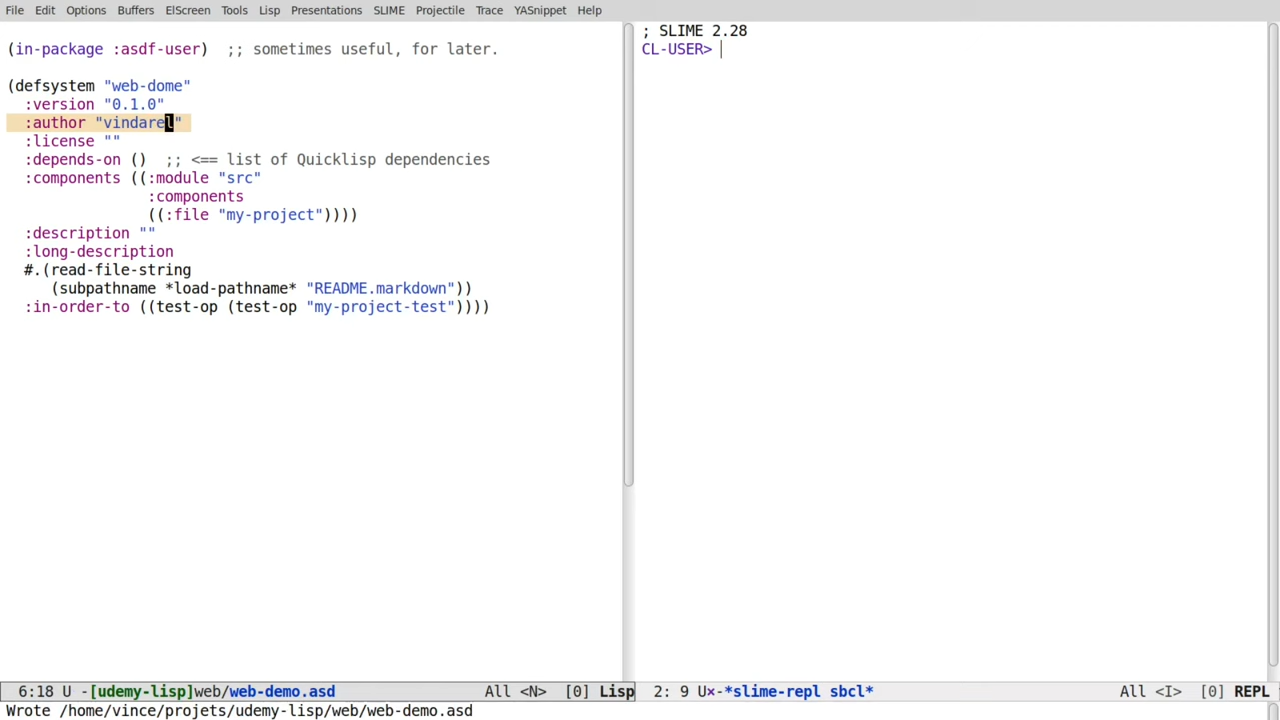 File Edit Options Buffers ElScreen Tools Lisp Presentations SLIME Projectile Trace YASnippet Help
(in-package :asdf-user)  ;; sometimes useful, for later.
(defsystem "web-dome"
  :version "0.1.0"
  :author "vindarel"
  :license ""
  :depends-on ()  ;; <== list of Quicklisp dependencies
  :components ((:module "src"
                :components
                ((:file "my-project"))))
  :description ""
  :long-description
  #.(read-file-string
     (subpathname *load-pathname* "README.markdown"))
  :in-order-to ((test-op (test-op "my-project-test"))))
6:18 U -[udemy-lisp]web/web-demo.asd All <N> [0] Lisp
; SLIME 2.28
CL-USER>
2: 9 U×-*slime-repl sbcl* All <I> [0] REPL
Wrote /home/vince/projets/udemy-lisp/web/web-demo.asd